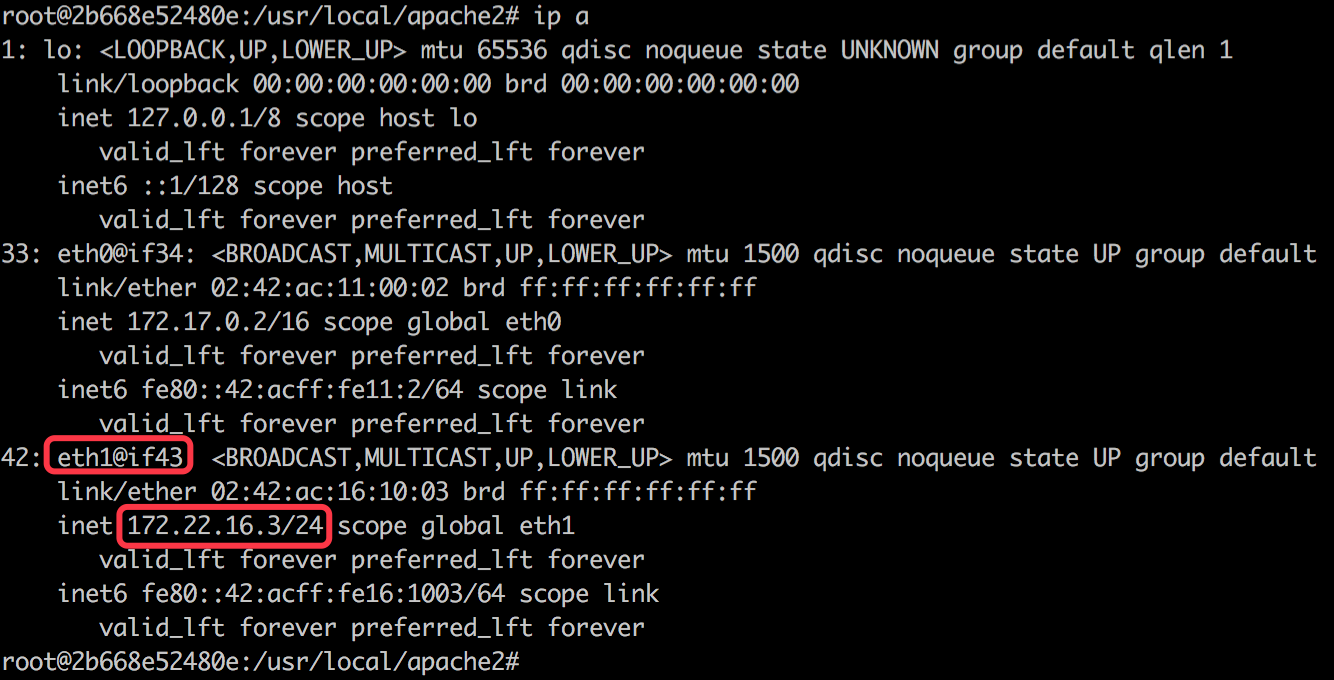 root@2b668e52480e:/usr/local/apache2# ip a
1: lo: <LOOPBACK,UP,LOWER_UP> mtu 65536 qdisc noqueue state UNKNOWN group default qlen 1
    link/loopback 00:00:00:00:00:00 brd 00:00:00:00:00:00
    inet 127.0.0.1/8 scope host lo
       valid_lft forever preferred_lft forever
    inet6 ::1/128 scope host
       valid_lft forever preferred_lft forever
33: eth0@if34: <BROADCAST,MULTICAST,UP,LOWER_UP> mtu 1500 qdisc noqueue state UP group default
    link/ether 02:42:ac:11:00:02 brd ff:ff:ff:ff:ff:ff
    inet 172.17.0.2/16 scope global eth0
       valid_lft forever preferred_lft forever
    inet6 fe80::42:acff:fe11:2/64 scope link
       valid_lft forever preferred_lft forever
42: eth1@if43 <BROADCAST,MULTICAST,UP,LOWER_UP> mtu 1500 qdisc noqueue state UP group default
    link/ether 02:42:ac:16:10:03 brd ff:ff:ff:ff:ff:ff
    inet 172.22.16.3/24 scope global eth1
       valid_lft forever preferred_lft forever
    inet6 fe80::42:acff:fe16:1003/64 scope link
       valid_lft forever preferred_lft forever
root@2b668e52480e:/usr/local/apache2#